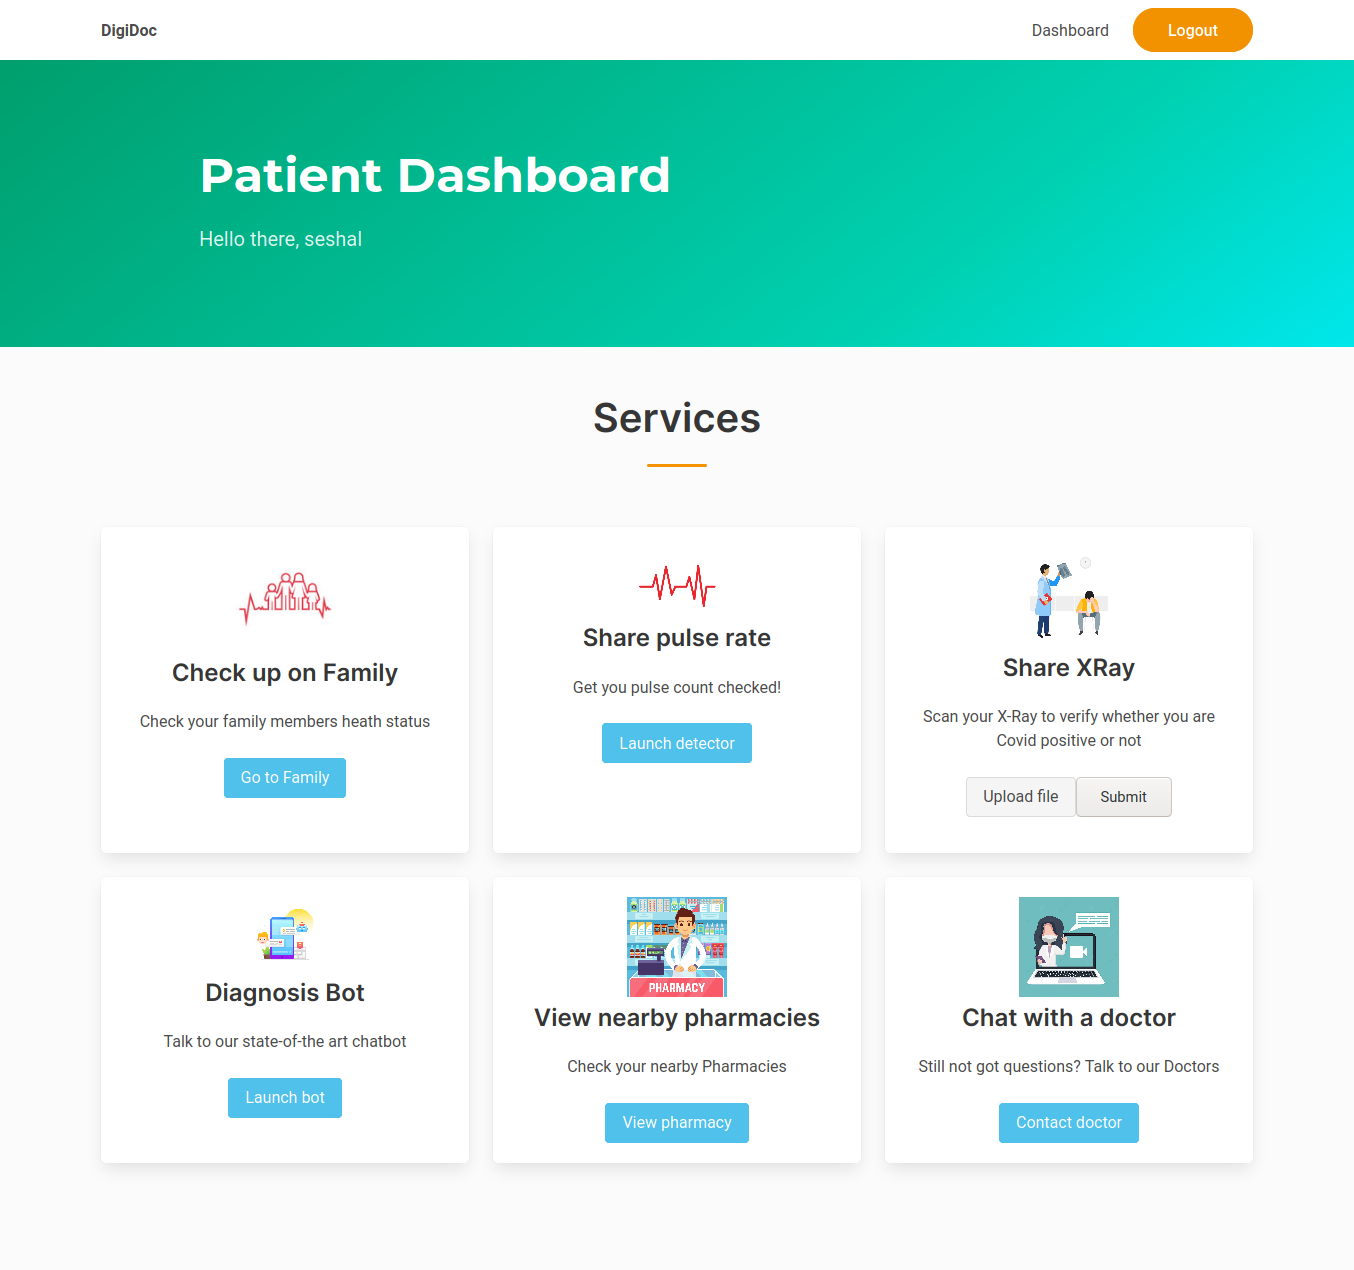 DigiDoc
Dashboard
Logout
Patient Dashboard
Hello there, seshal
Services
Check up on Family
Check your family members heath status
Go to Family
Share pulse rate
Get you pulse count checked!
Launch detector
Share XRay
Scan your X-Ray to verify whether you are
Covid positive or not
Upload file
Submit
Diagnosis Bot
Talk to our state-of-the art chatbot
Launch bot
PHARMACY
View nearby pharmacies
Check your nearby Pharmacies
View pharmacy
Chat with a doctor
Still not got questions? Talk to our Doctors
Contact doctor